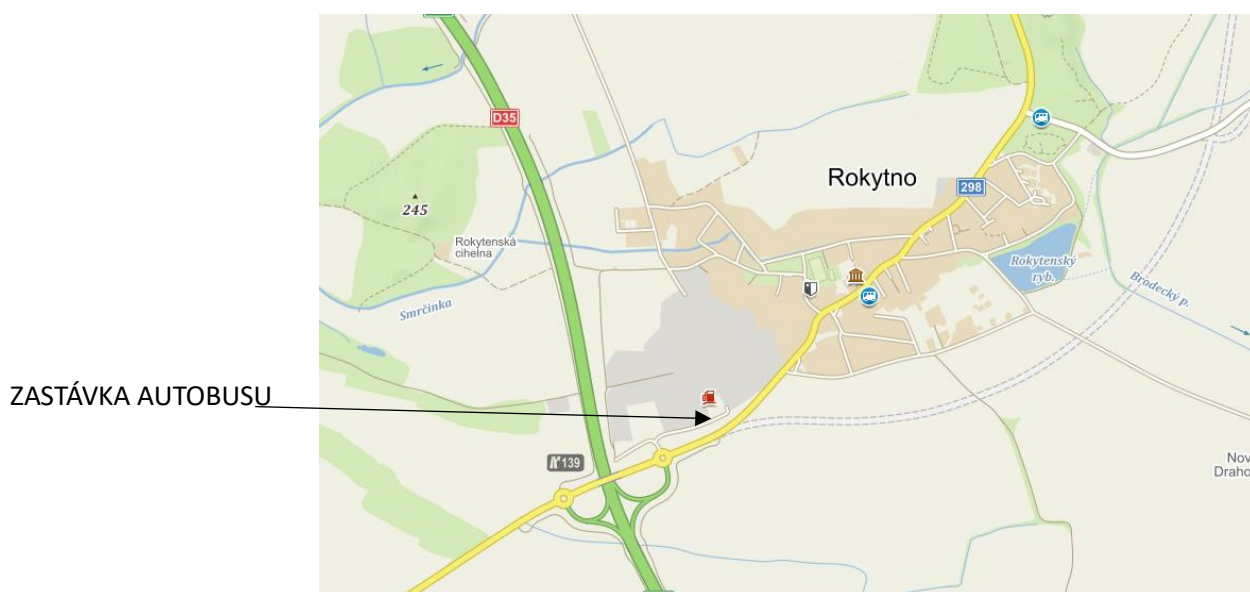 D35
Rokytno
298
245
Rokytenská
cihelna
Rokytenský
ryb.
Brodecký p.
Smrčinka
ZASTÁVKA AUTOBUSU
139
Nov
Draho